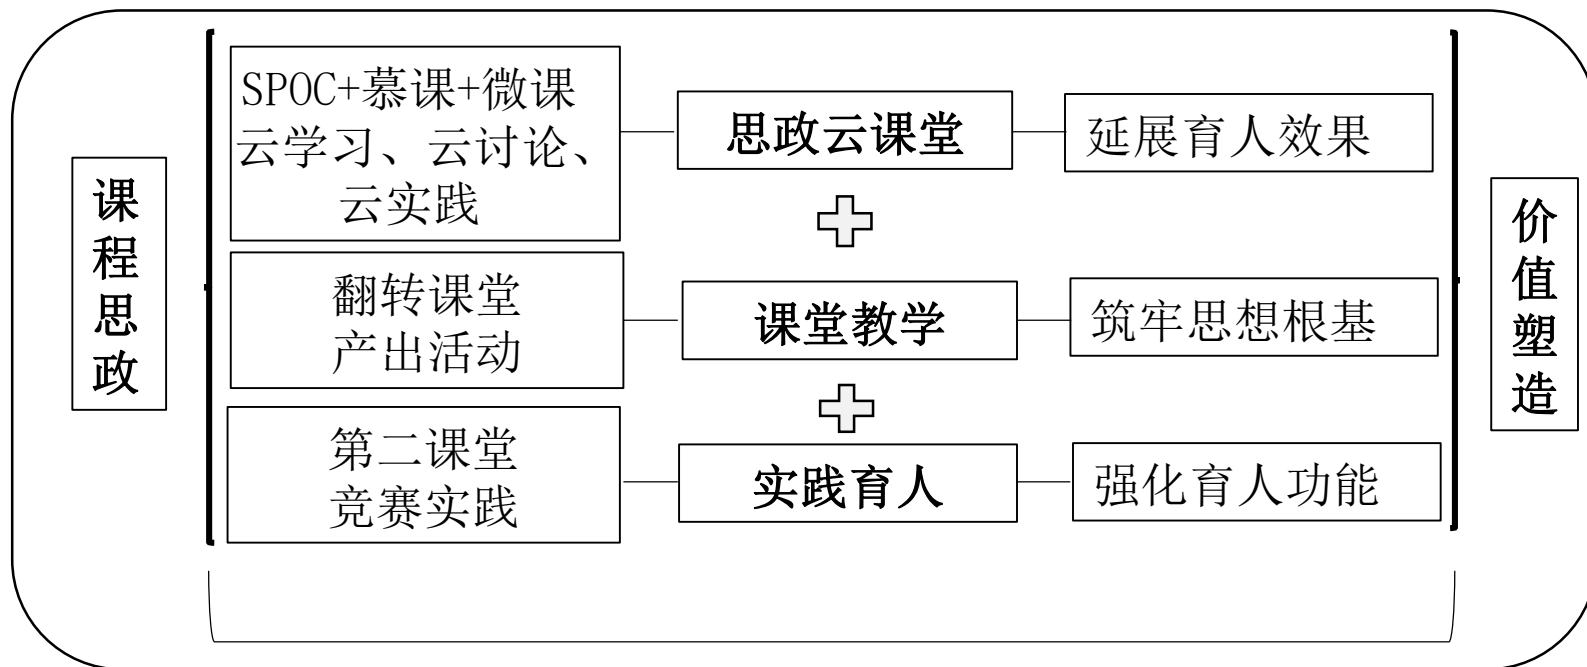 课程思政
SPOC+慕课+微课
云学习、云讨论、
云实践
思政云课堂
延展育人效果
翻转课堂
产出活动
课堂教学
筑牢思想根基
第二课堂
竞赛实践
实践育人
强化育人功能
价值塑造